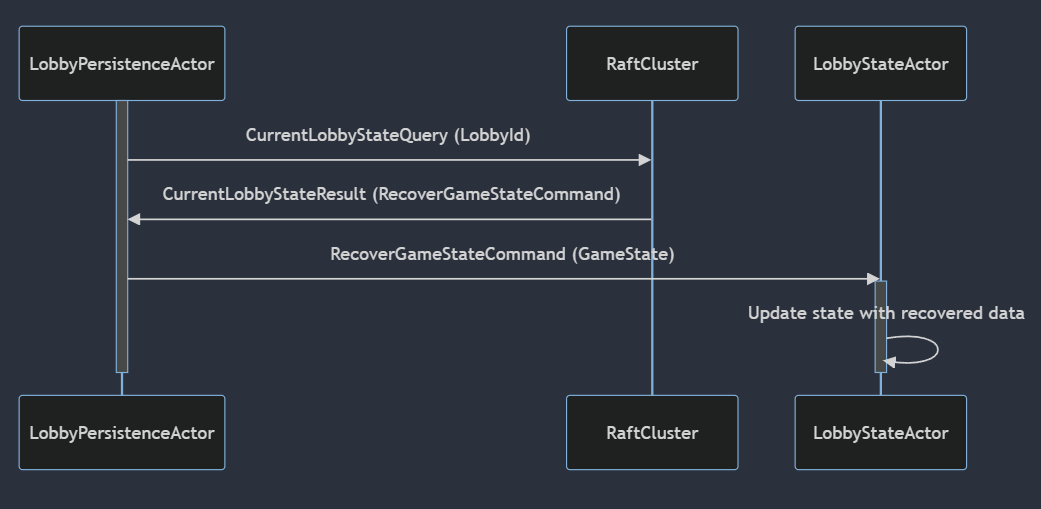 LobbyPersistenceActor
RaftCluster
LobbyStateActor
CurrentLobbyStateQuery (LobbyId)
CurrentLobbyStateResult (RecoverGameStateCommand)
RecoverGameStateCommand (GameState)
Update state with recovered data
LobbyPersistenceActor
RaftCluster
LobbyStateActor